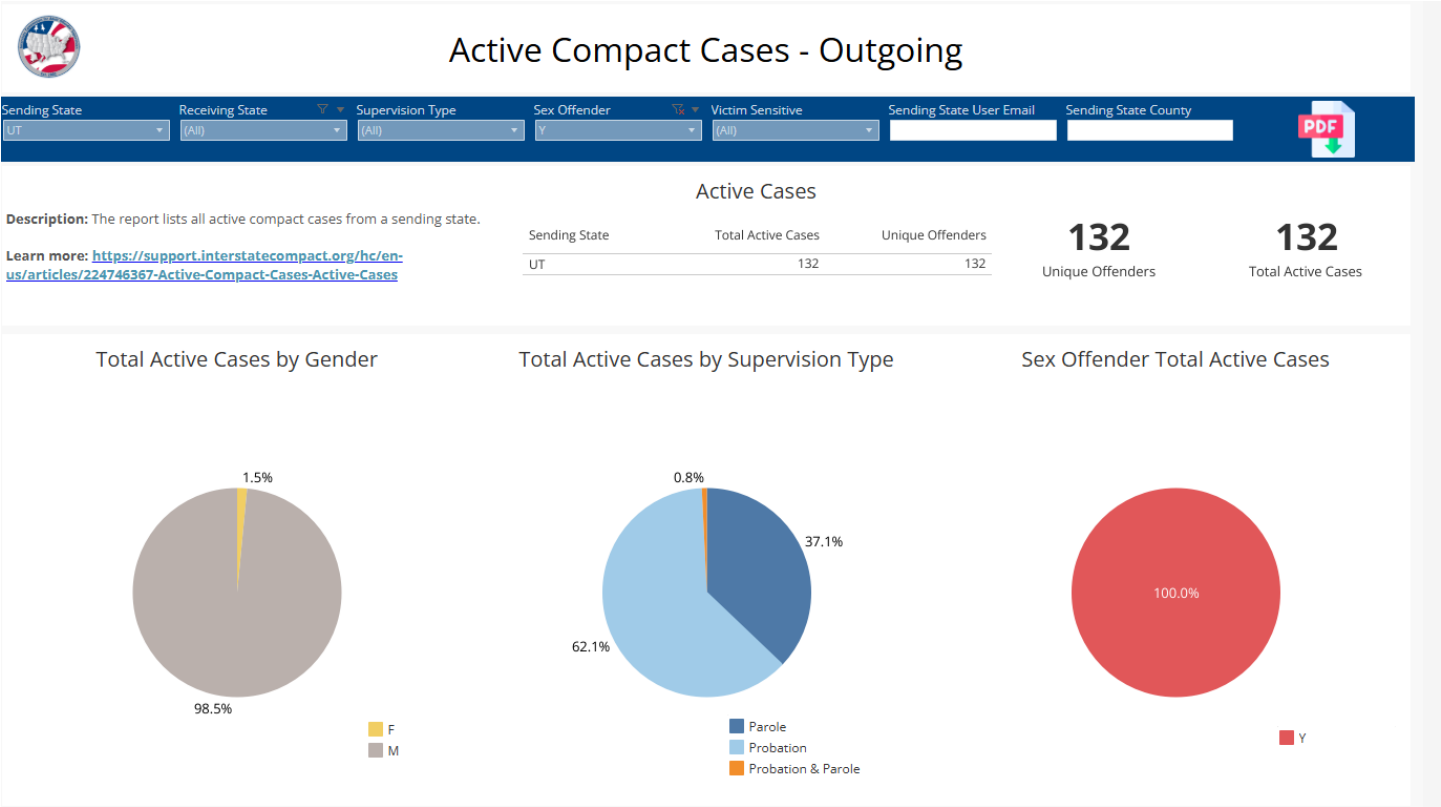 Active Compact Cases - Outgoing
Sending State
Receiving State
Supervision Type
Sex Offender
Victim Sensitive
Sending State User Email
Sending State County
UT
(All)
(All)
Y
(All)
PDF
Active Cases
Description: The report lists all active compact cases from a sending state.
Learn more: https://support.interstatecompact.org/hc/en-
us/articles/224746367-Active-Compact-Cases-Active-Cases
Sending State Total Active Cases Unique Offenders
UT 132 132
132
Unique Offenders
132
Total Active Cases
Total Active Cases by Gender
1.5%
98.5%
F
M
Total Active Cases by Supervision Type
0.8%
37.1%
62.1%
Parole
Probation
Probation & Parole
Sex Offender Total Active Cases
100.0%
Y